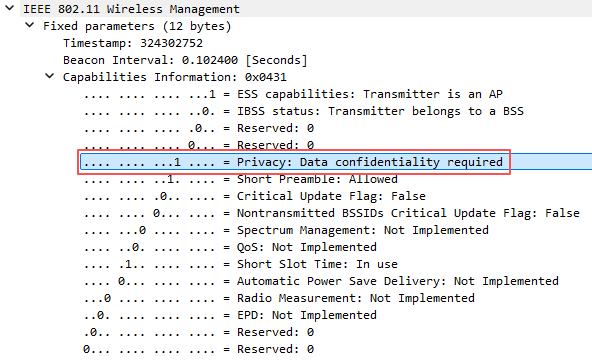 IEEE 802.11 Wireless Management
Fixed parameters (12 bytes)
Timestamp: 324302752
Beacon Interval: 0.102400 [Seconds]
Capabilities Information: 0x0431
.... .... .... ...1 = ESS capabilities: Transmitter is an AP
.... .... .... ..0. = IBSS status: Transmitter belongs to a BSS
.... .... .... .0.. = Reserved: 0
.... .... .... 0... = Reserved: 0
.... .... ...1 .... = Privacy: Data confidentiality required
.... .... ..1. .... = Short Preamble: Allowed
.... .... .0.. .... = Critical Update Flag: False
.... .... 0... .... = Nontransmitted BSSIDs Critical Update Flag: False
.... ...0 .... .... = Spectrum Management: Not Implemented
.... ..0. .... .... = QoS: Not Implemented
.... .1.. .... .... = Short Slot Time: In use
.... 0... .... .... = Automatic Power Save Delivery: Not Implemented
...0 .... .... .... = Radio Measurement: Not Implemented
..0. .... .... .... = EPD: Not Implemented
.0.. .... .... .... = Reserved: 0
0... .... .... .... = Reserved: 0